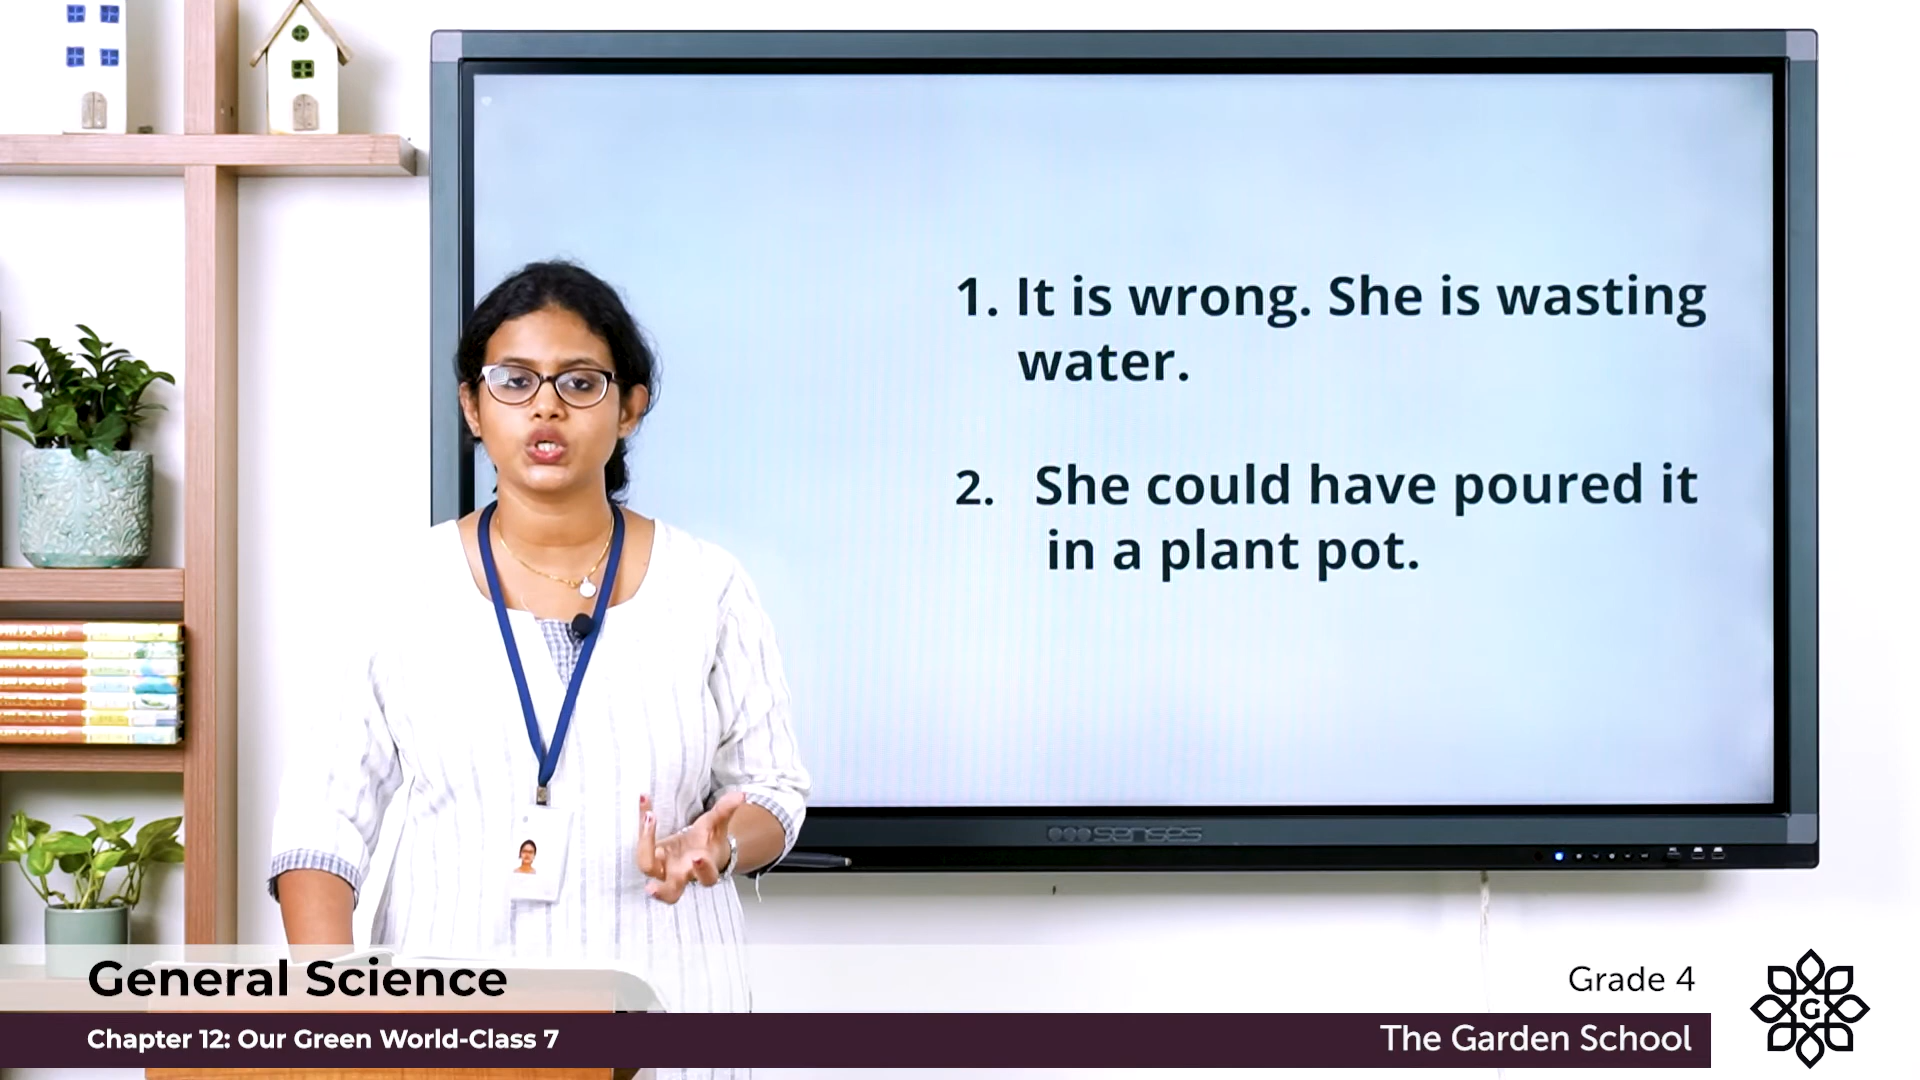 1. It is wrong. She is wasting
water.
2. She could have poured it
in a plant pot.
senses
General Science
Grade 4
Chapter 12: Our Green World-Class 7
The Garden School
G